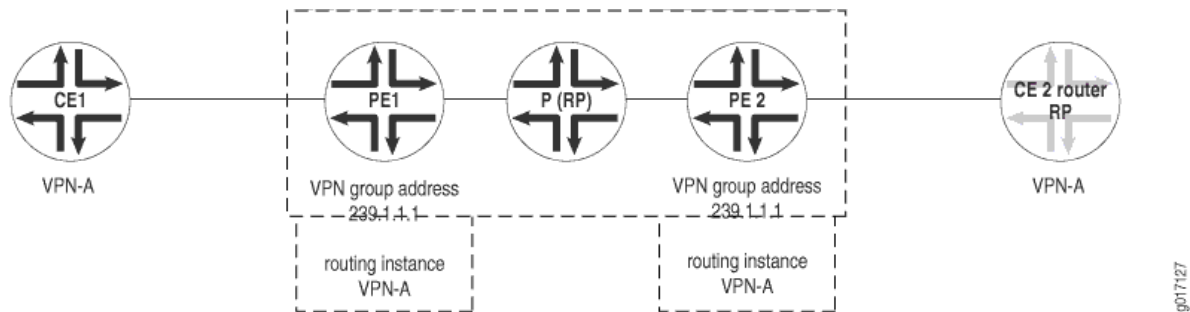 CE1
PE1
P (RP)
PE 2
CE 2 router
RP
VPN-A
VPN group address
239.1.1.1
VPN group address
239.1.1.1
VPN-A
routing instance
VPN-A
routing instance
VPN-A
g017127